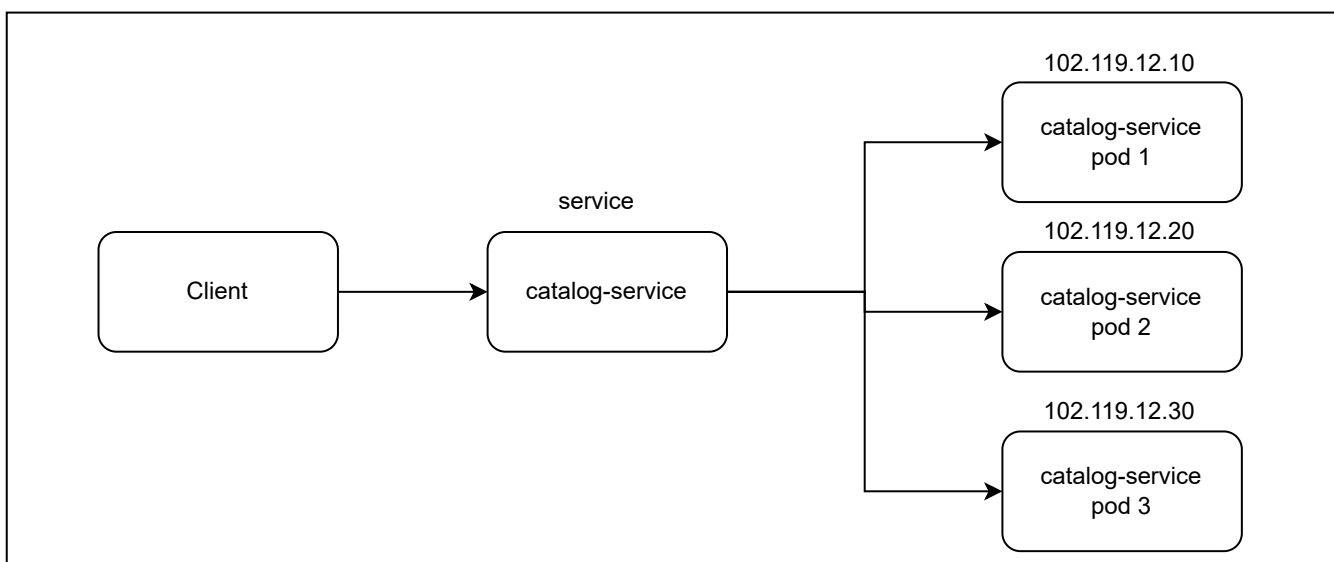 service
Client
catalog-service
102.119.12.10
catalog-service
pod 1
102.119.12.20
catalog-service
pod 2
102.119.12.30
catalog-service
pod 3